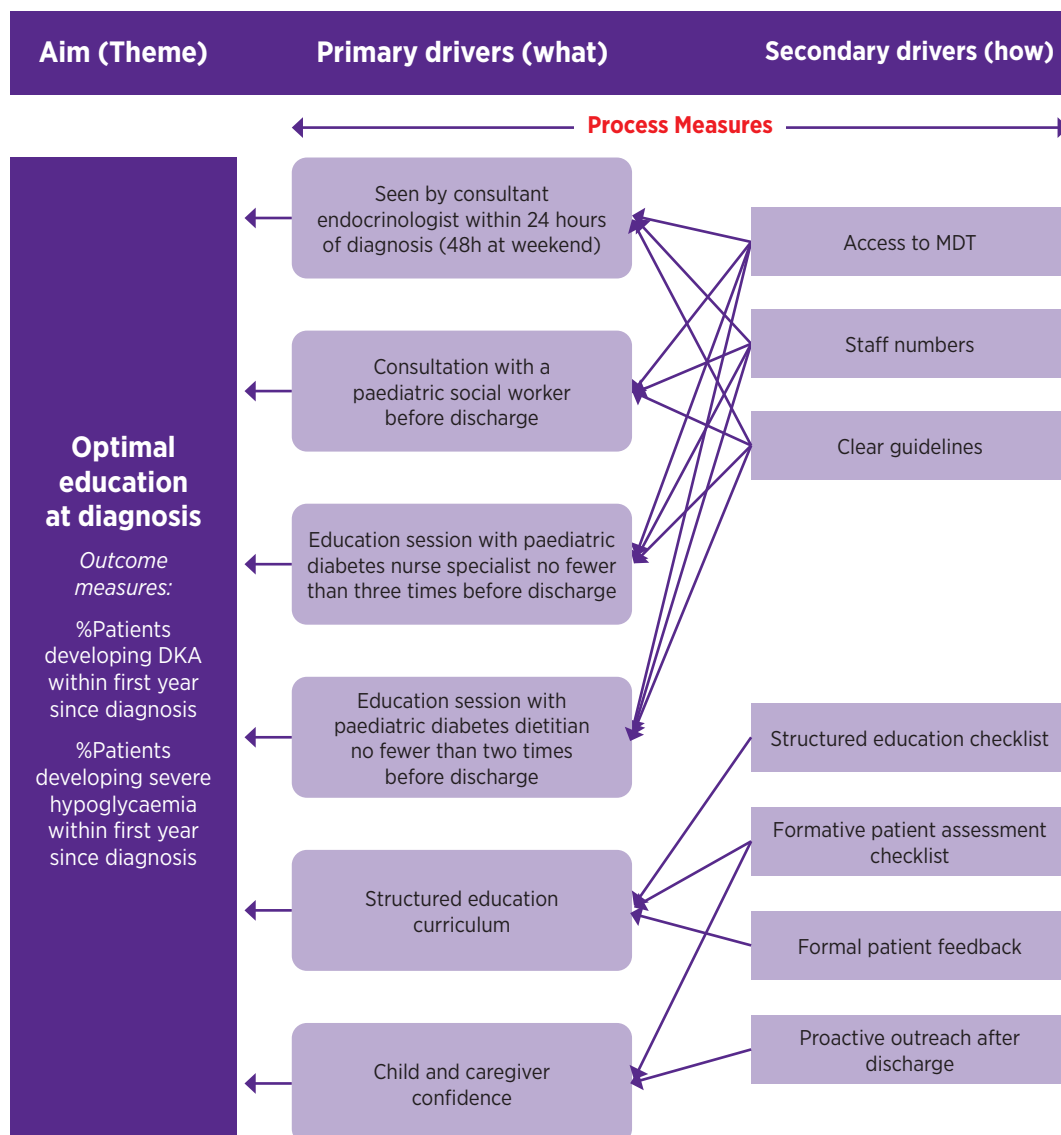 Aim (Theme)
Primary drivers (what)
Secondary drivers (how)
Process Measures
Optimal
education
at diagnosis
Outcome
measures:
%Patients
developing DKA
within first year
since diagnosis
%Patients
developing severe
hypoglycaemia
within first year
since diagnosis
Seen by consultant
endocrinologist within 24 hours
of diagnosis (48h at weekend)
Consultation with a
paediatric social worker
before discharge
Education session with paediatric
diabetes nurse specialist no fewer
than three times before discharge
Education session with
paediatric diabetes dietitian
no fewer than two times
before discharge
Structured education
curriculum
Child and caregiver
confidence
Access to MDT
Staff numbers
Clear guidelines
Structured education checklist
Formative patient assessment
checklist
Formal patient feedback
Proactive outreach after
discharge